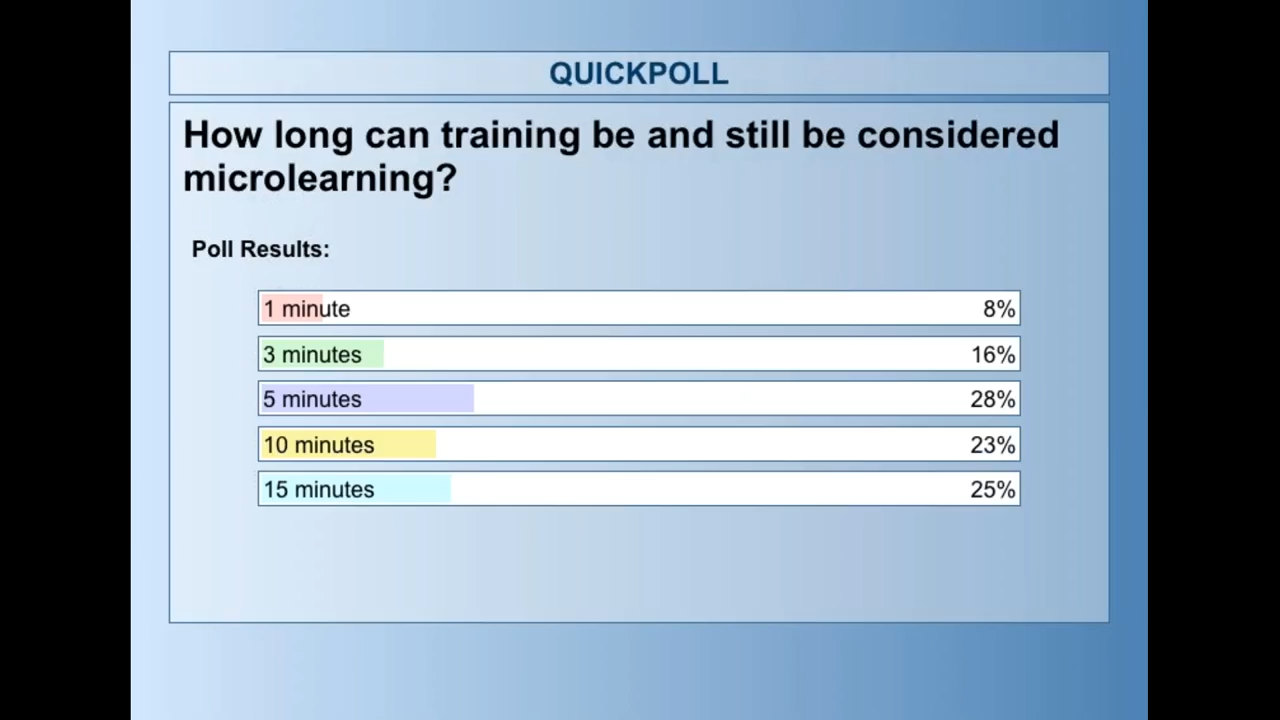 QUICKPOLL
How long can training be and still be considered
microlearning?
Poll Results:
1 minute 8%
3 minutes 16%
5 minutes 28%
10 minutes 23%
15 minutes 25%